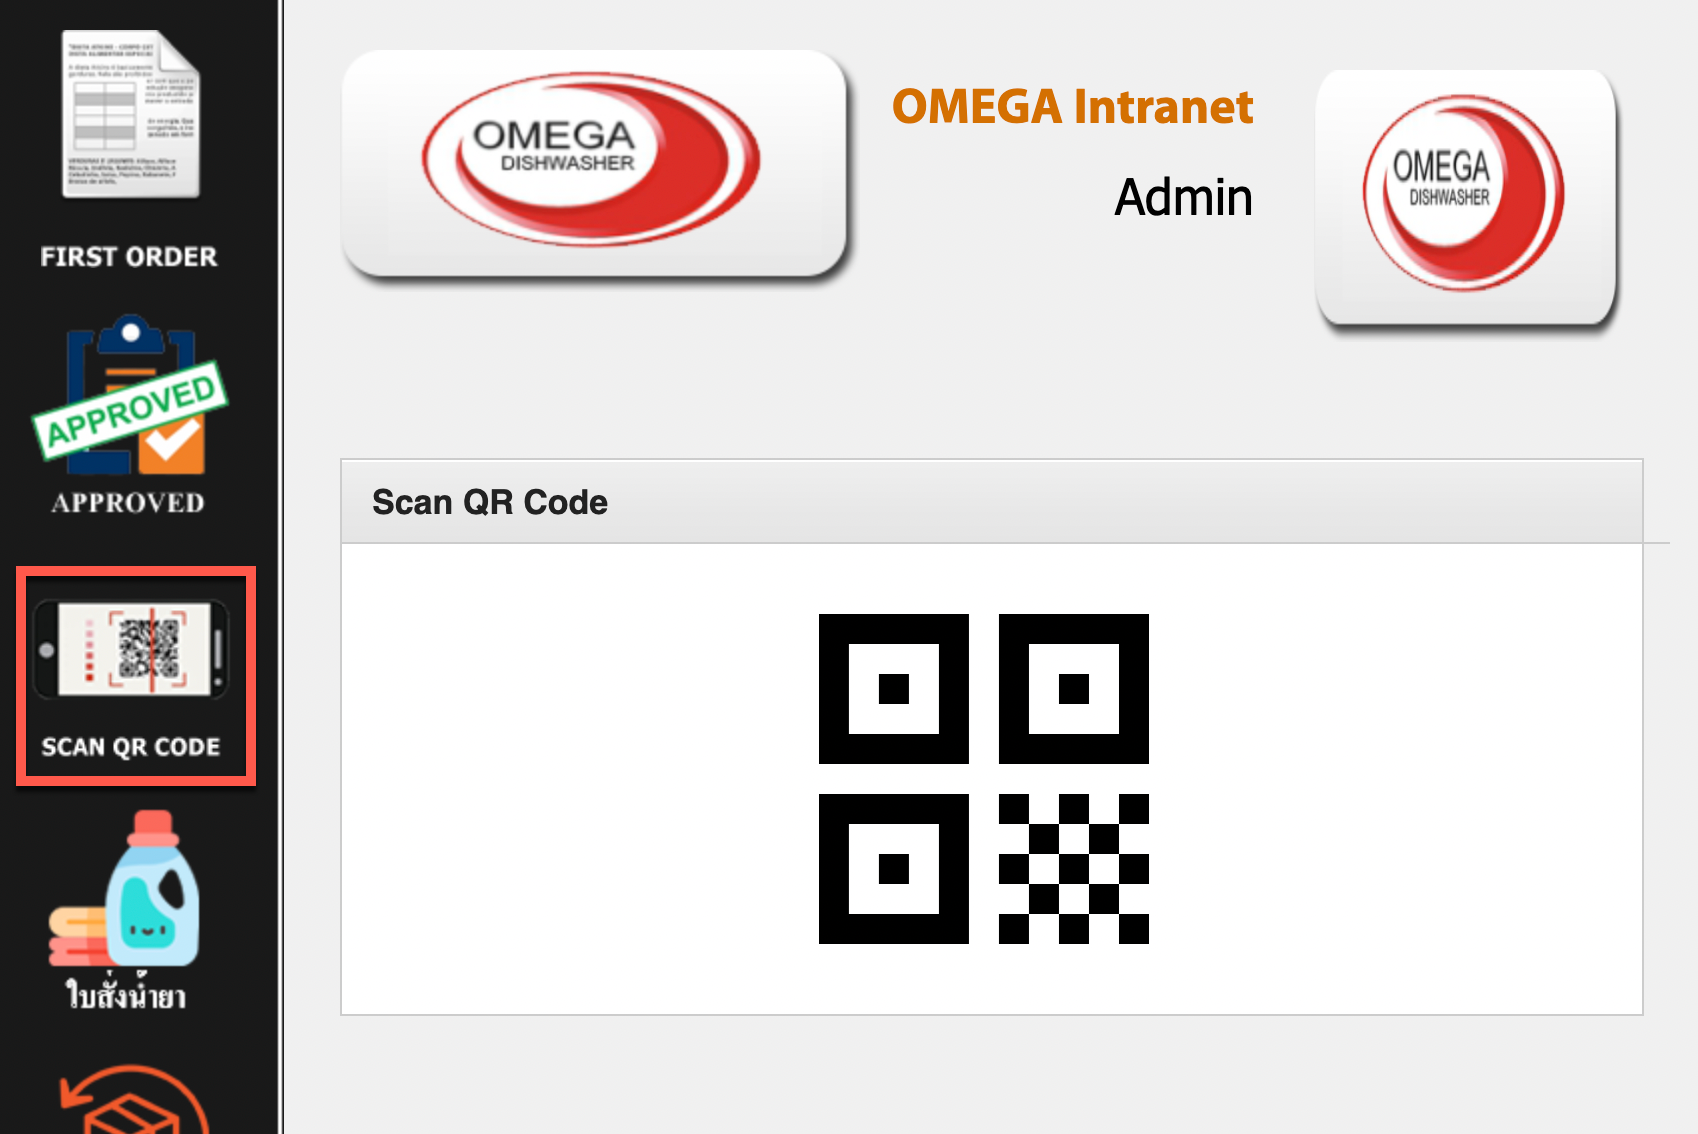 FIRST ORDER
APPROVED
APPROVED
SCAN QR CODE
ใบสั่งน้ำยา
OMEGA
DISHWASHER
OMEGA Intranet
Admin
OMEGA
DISHWASHER
Scan QR Code